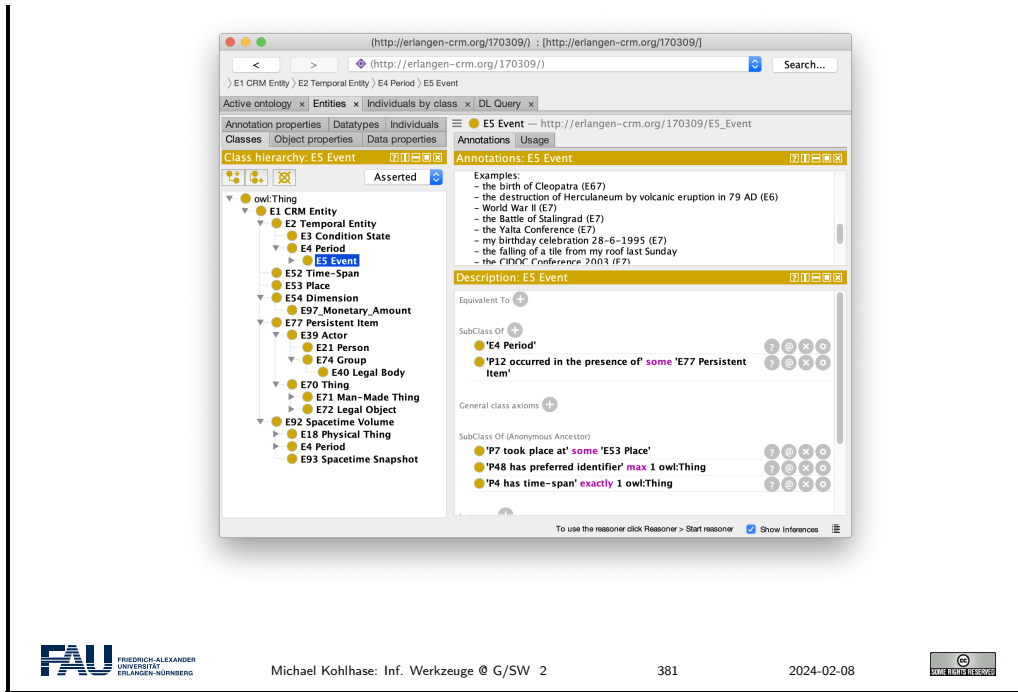 (http://erlangen-crm.org/170309/) : [http://erlangen-crm.org/170309/]
< > (http://erlangen-crm.org/170309/) Search...
〉E1 CRM Entity 〉E2 Temporal Entity 〉E4 Period 〉E5 Event
Active ontology × Entities × Individuals by class × DL Query ×
Annotation properties Datatypes Individuals
Classes Object properties Data properties
Class hierarchy: E5 Event
Asserted
owl:Thing
E1 CRM Entity
E2 Temporal Entity
E3 Condition State
E4 Period
E5 Event
E52 Time-Span
E53 Place
E54 Dimension
E97_Monetary_Amount
E77 Persistent Item
E39 Actor
E21 Person
E74 Group
E40 Legal Body
E70 Thing
E71 Man-Made Thing
E72 Legal Object
E92 Spacetime Volume
E18 Physical Thing
E4 Period
E93 Spacetime Snapshot
E5 Event — http://erlangen-crm.org/170309/E5_Event
Annotations Usage
Annotations: E5 Event
Examples:
- the birth of Cleopatra (E67)
- the destruction of Herculaneum by volcanic eruption in 79 AD (E6)
- World War II (E7)
- the Battle of Stalingrad (E7)
- the Yalta Conference (E7)
- my birthday celebration 28-6-1995 (E7)
- the falling of a tile from my roof last Sunday
- the CIDOC Conference 2003 (E7)
Description: E5 Event
Equivalent To
SubClass Of
'E4 Period'
'P12 occurred in the presence of' some 'E77 Persistent
Item'
General class axioms
SubClass Of (Anonymous Ancestor)
'P7 took place at' some 'E53 Place'
'P48 has preferred identifier' max 1 owl:Thing
'P4 has time-span' exactly 1 owl:Thing
To use the reasoner click Reasoner > Start reasoner Show Inferences
FAU FRIEDRICH-ALEXANDER
UNIVERSITÄT
ERLANGEN-NÜRNBERG
Michael Kohlhase: Inf. Werkzeuge @ G/SW 2 381 2024-02-08
cc
SOME RIGHTS RESERVED